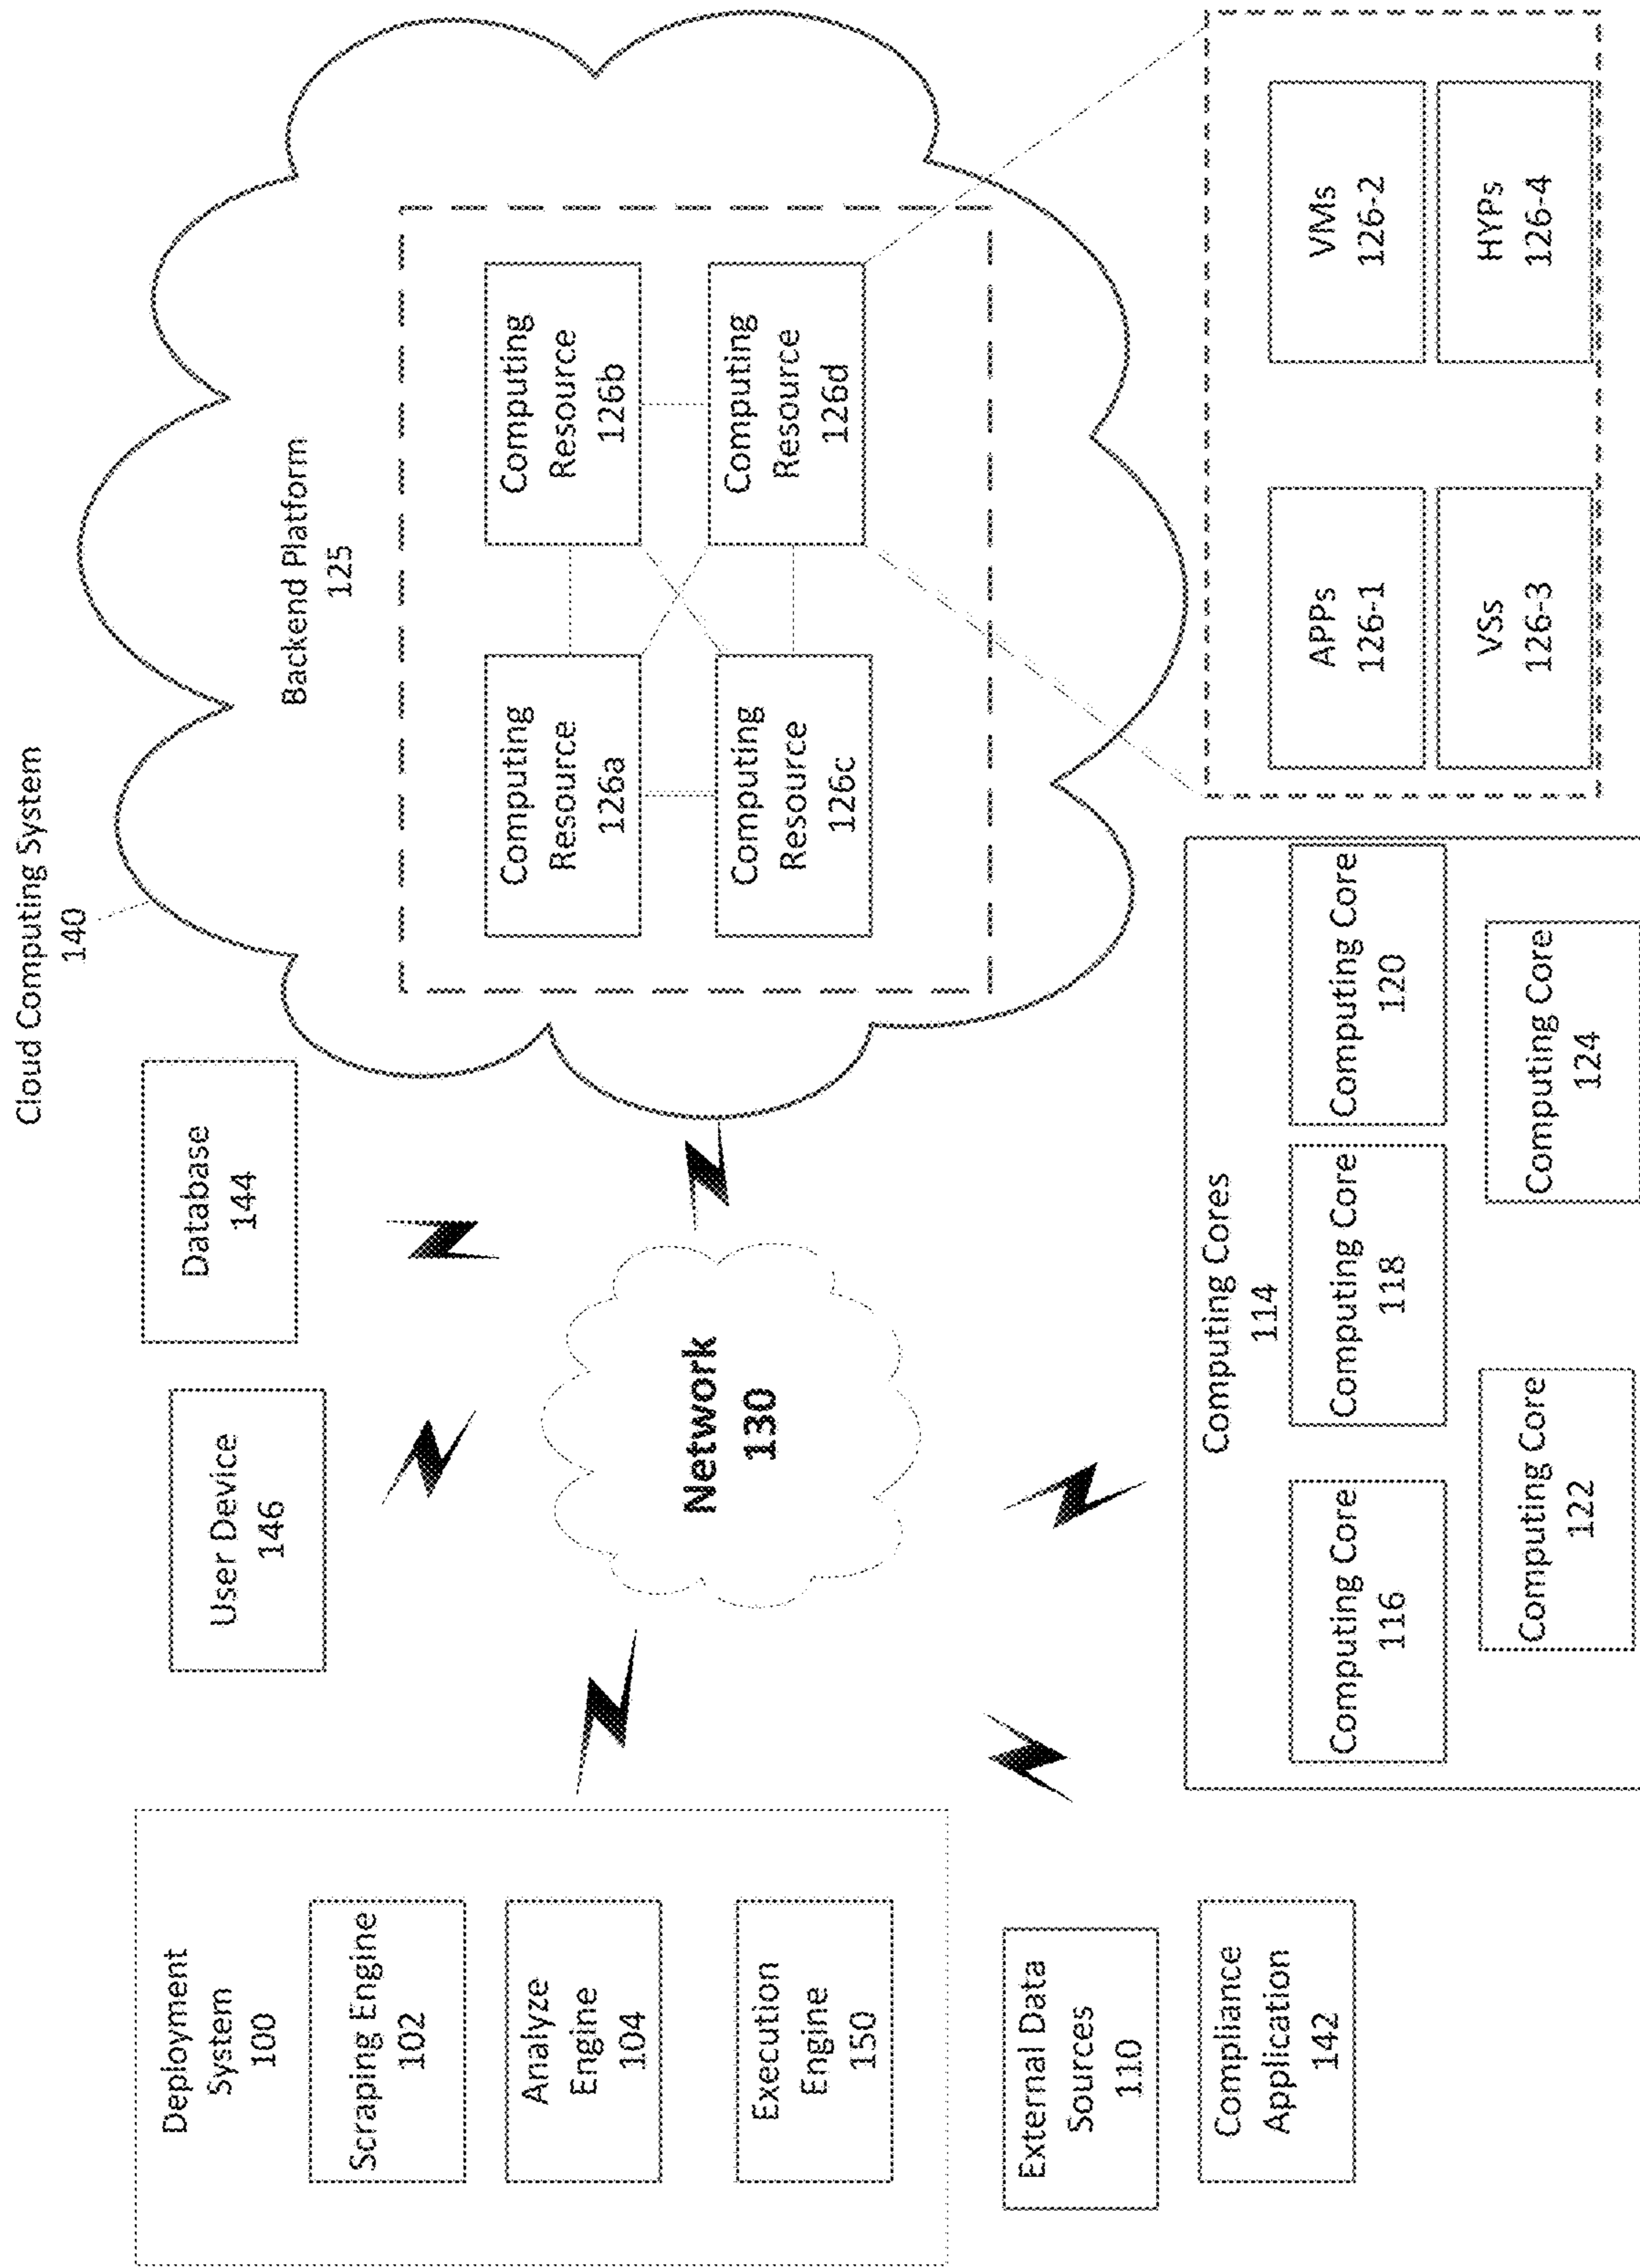 Cloud Computing System
140
Deployment
System
100
Scraping Engine
102
Analyze
Engine
104
Execution
Engine
150
External Data
Sources
110
Compliance
Application
142
User Device
146
Database
144
Network
130
Backend Platform
125
Computing
Resource
126a
Computing
Resource
126b
Computing
Resource
126c
Computing
Resource
126d
Computing Cores
114
Computing Core
116
Computing Core
118
Computing Core
120
Computing Core
122
Computing Core
124
APPs
126-1
VMs
126-2
VSs
126-3
HYPs
126-4